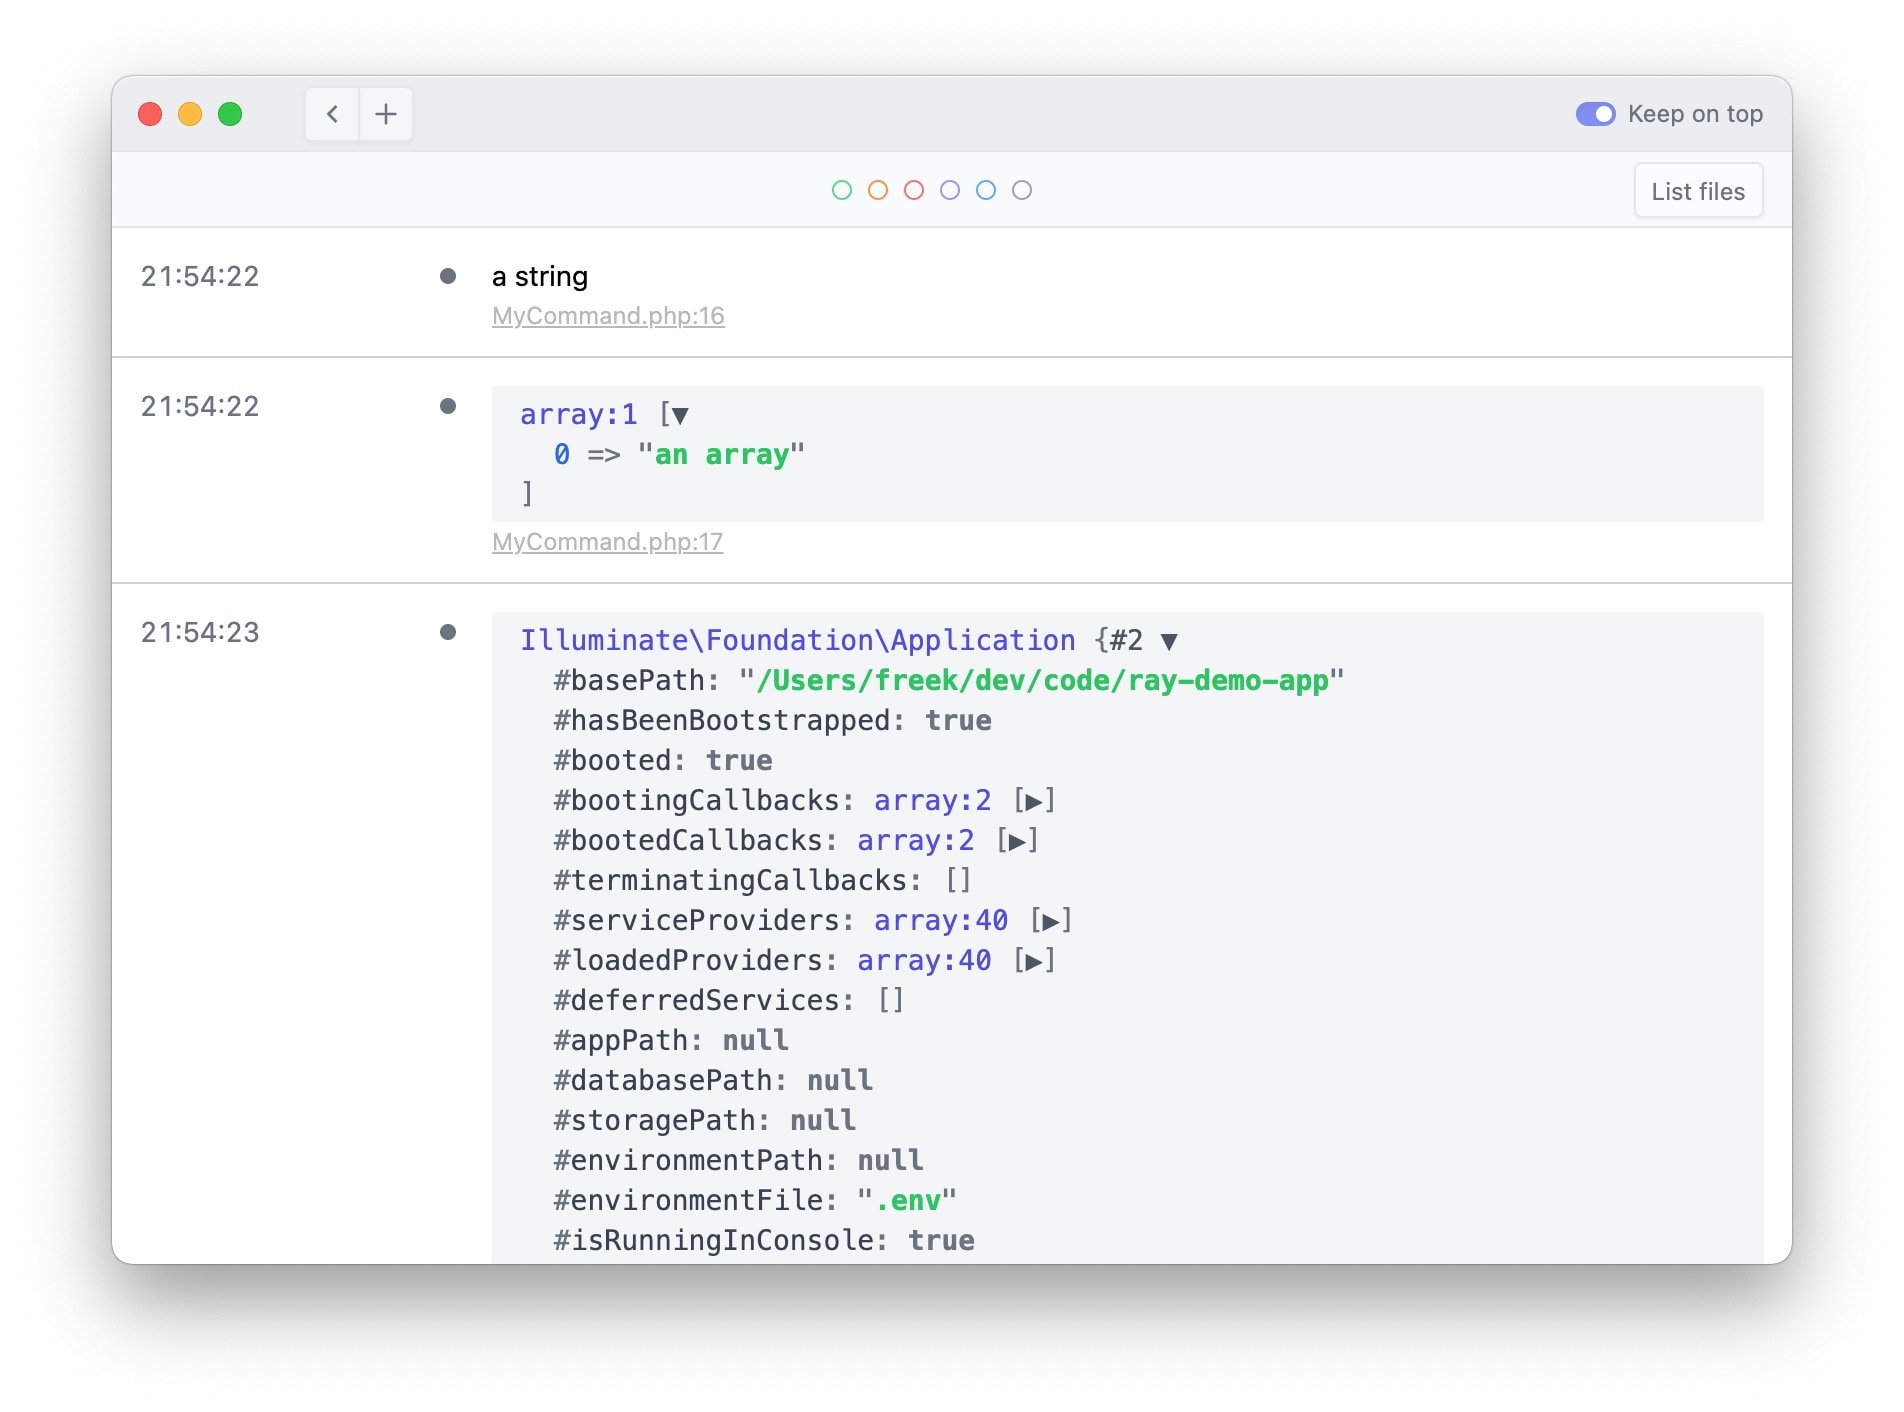 Keep on top
List files
21:54:22
a string
MyCommand.php:16
21:54:22
array:1 [▼
  0 => "an array"
]
MyCommand.php:17
21:54:23
Illuminate\Foundation\Application {#2 ▼
  #basePath: "/Users/freek/dev/code/ray-demo-app"
  #hasBeenBootstrapped: true
  #booted: true
  #bootingCallbacks: array:2 [▶]
  #bootedCallbacks: array:2 [▶]
  #terminatingCallbacks: []
  #serviceProviders: array:40 [▶]
  #loadedProviders: array:40 [▶]
  #deferredServices: []
  #appPath: null
  #databasePath: null
  #storagePath: null
  #environmentPath: null
  #environmentFile: ".env"
  #isRunningInConsole: true